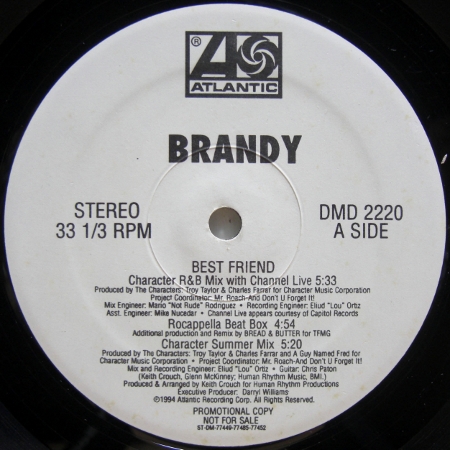 ®
ATLANTIC
BRANDY
STEREO
33 1/3 RPM
DMD 2220
A SIDE
BEST FRIEND
Character R&B Mix with Channel Live 5:33
Produced by The Characters: Troy Taylor & Charles Farrar for Character Music Corporation
Project Coordinator: Mr. Roach-And Don't U Forget It!
Mix Engineer: Mario "Not Rude" Rodriguez • Recording Engineer: Eliud "Lou" Ortiz
Asst. Engineer: Mike Nucedar • Channel Live appears courtesy of Capitol Records
Rocappella Beat Box 4:54
Additional production and Remix by BREAD & BUTTER for TFMG
Character Summer Mix 5:20
Produced by The Characters: Troy Taylor & Charles Farrar and A Guy Named Fred for
Character Music Corporation • Project Coordinator: Mr. Roach-And Don't U Forget It!
Mix and Recording Engineer: Eliud "Lou" Ortiz • Guitar: Chris Paton
(Keith Crouch, Glenn McKinney; Human Rhythm Music, BMI.)
Produced & Arranged by Keith Crouch for Human Rhythm Productions
Executive Producer: Darryl Williams
©1994 Atlantic Recording Corp. All Rights Reserved.
PROMOTIONAL COPY
NOT FOR SALE
ST-DM-77449-77485-77452